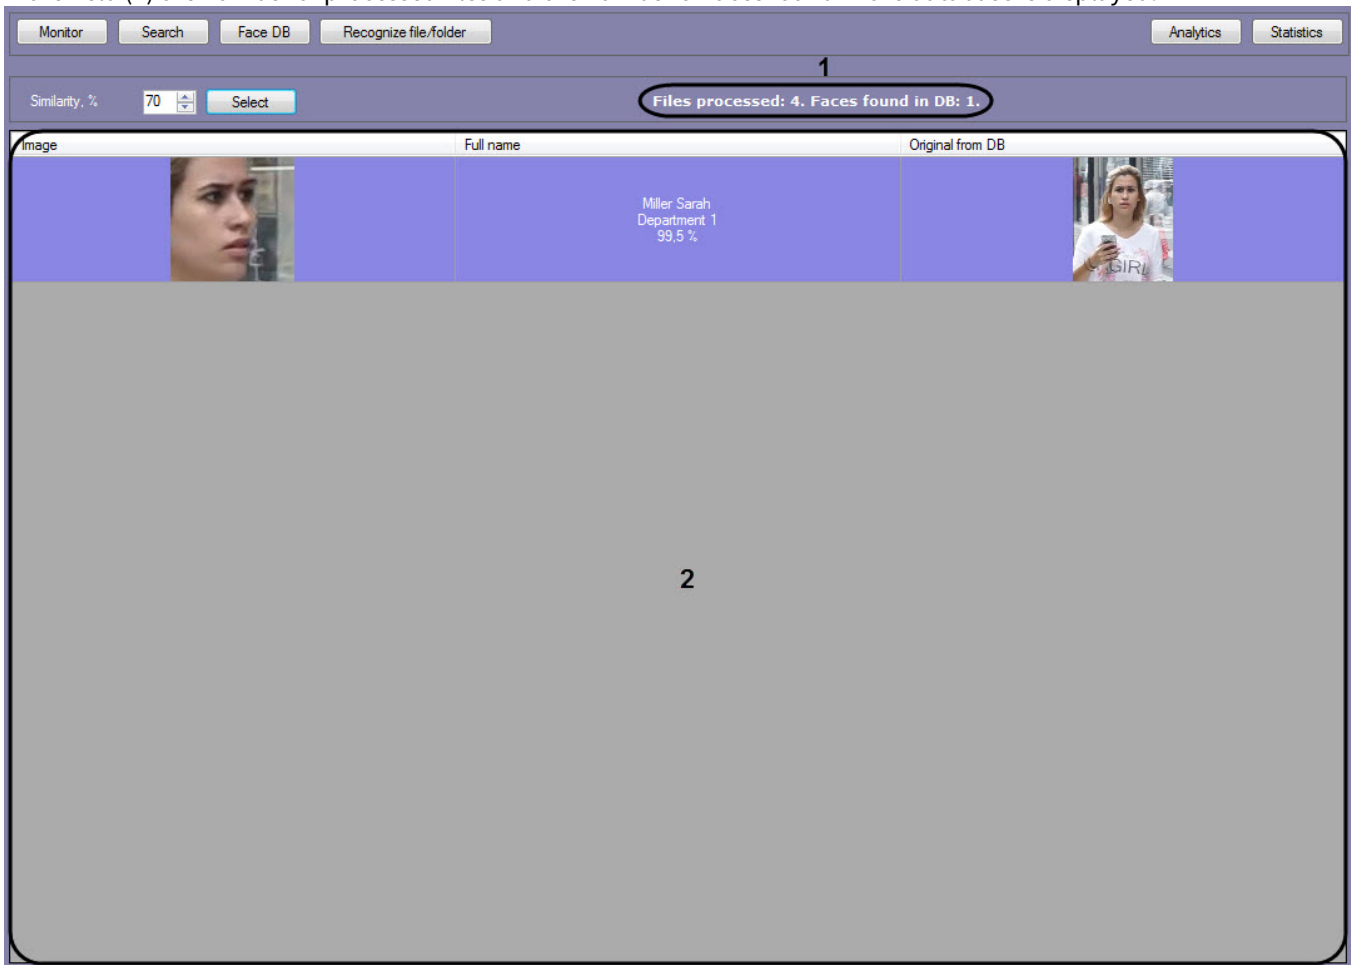 Monitor Search Face DB Recognize file/folder Analytics Statistics
1
Similarity, % 70 Select Files processed: 4. Faces found in DB: 1.
Image Full name Original from DB
Miller Sarah
Department 1
99,5 %
GIRL
2